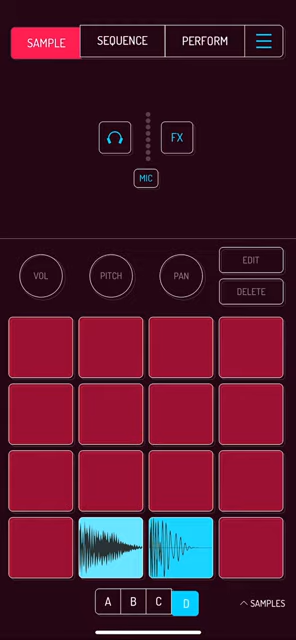 SAMPLE SEQUENCE PERFORM
FX
MIC
VOL PITCH PAN EDIT
DELETE
A B C D SAMPLES